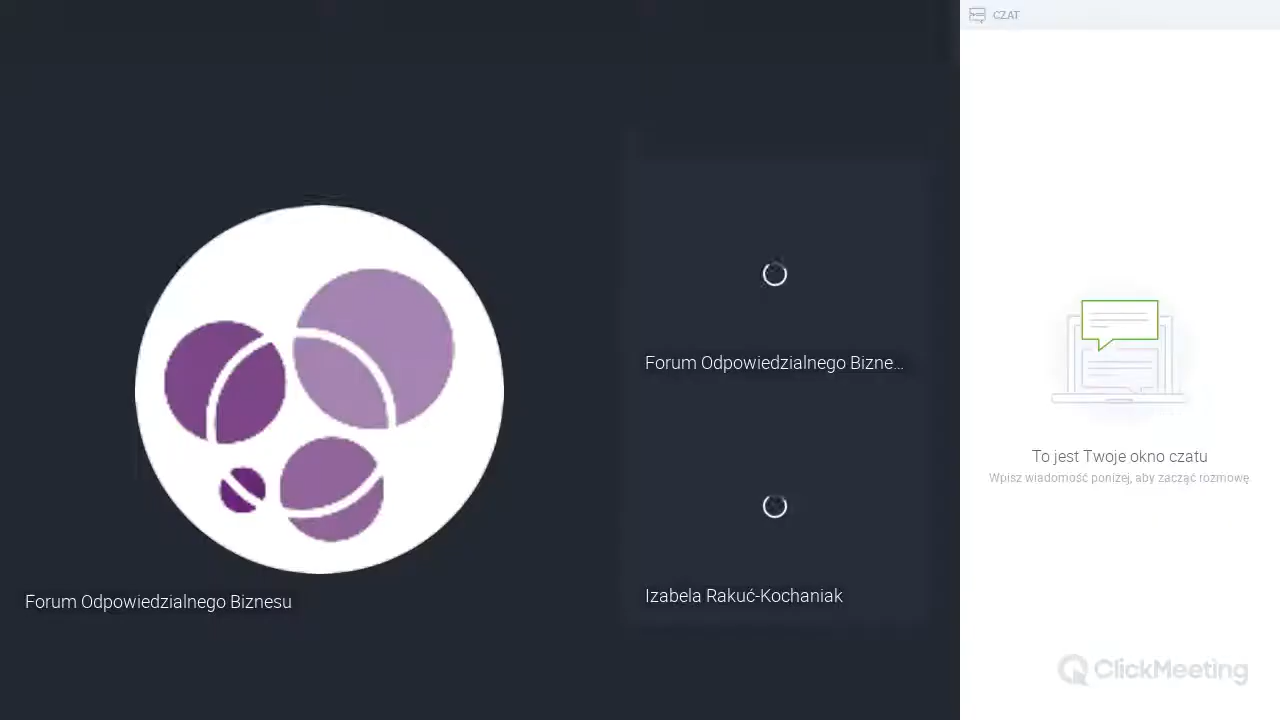 CZAT
Forum Odpowiedzialnego Bizne...
To jest Twoje okno czatu
Wpisz wiadomość poniżej, aby zacząć rozmowę
Forum Odpowiedzialnego Biznesu
Izabela Rakuć-Kochaniak
ClickMeeting